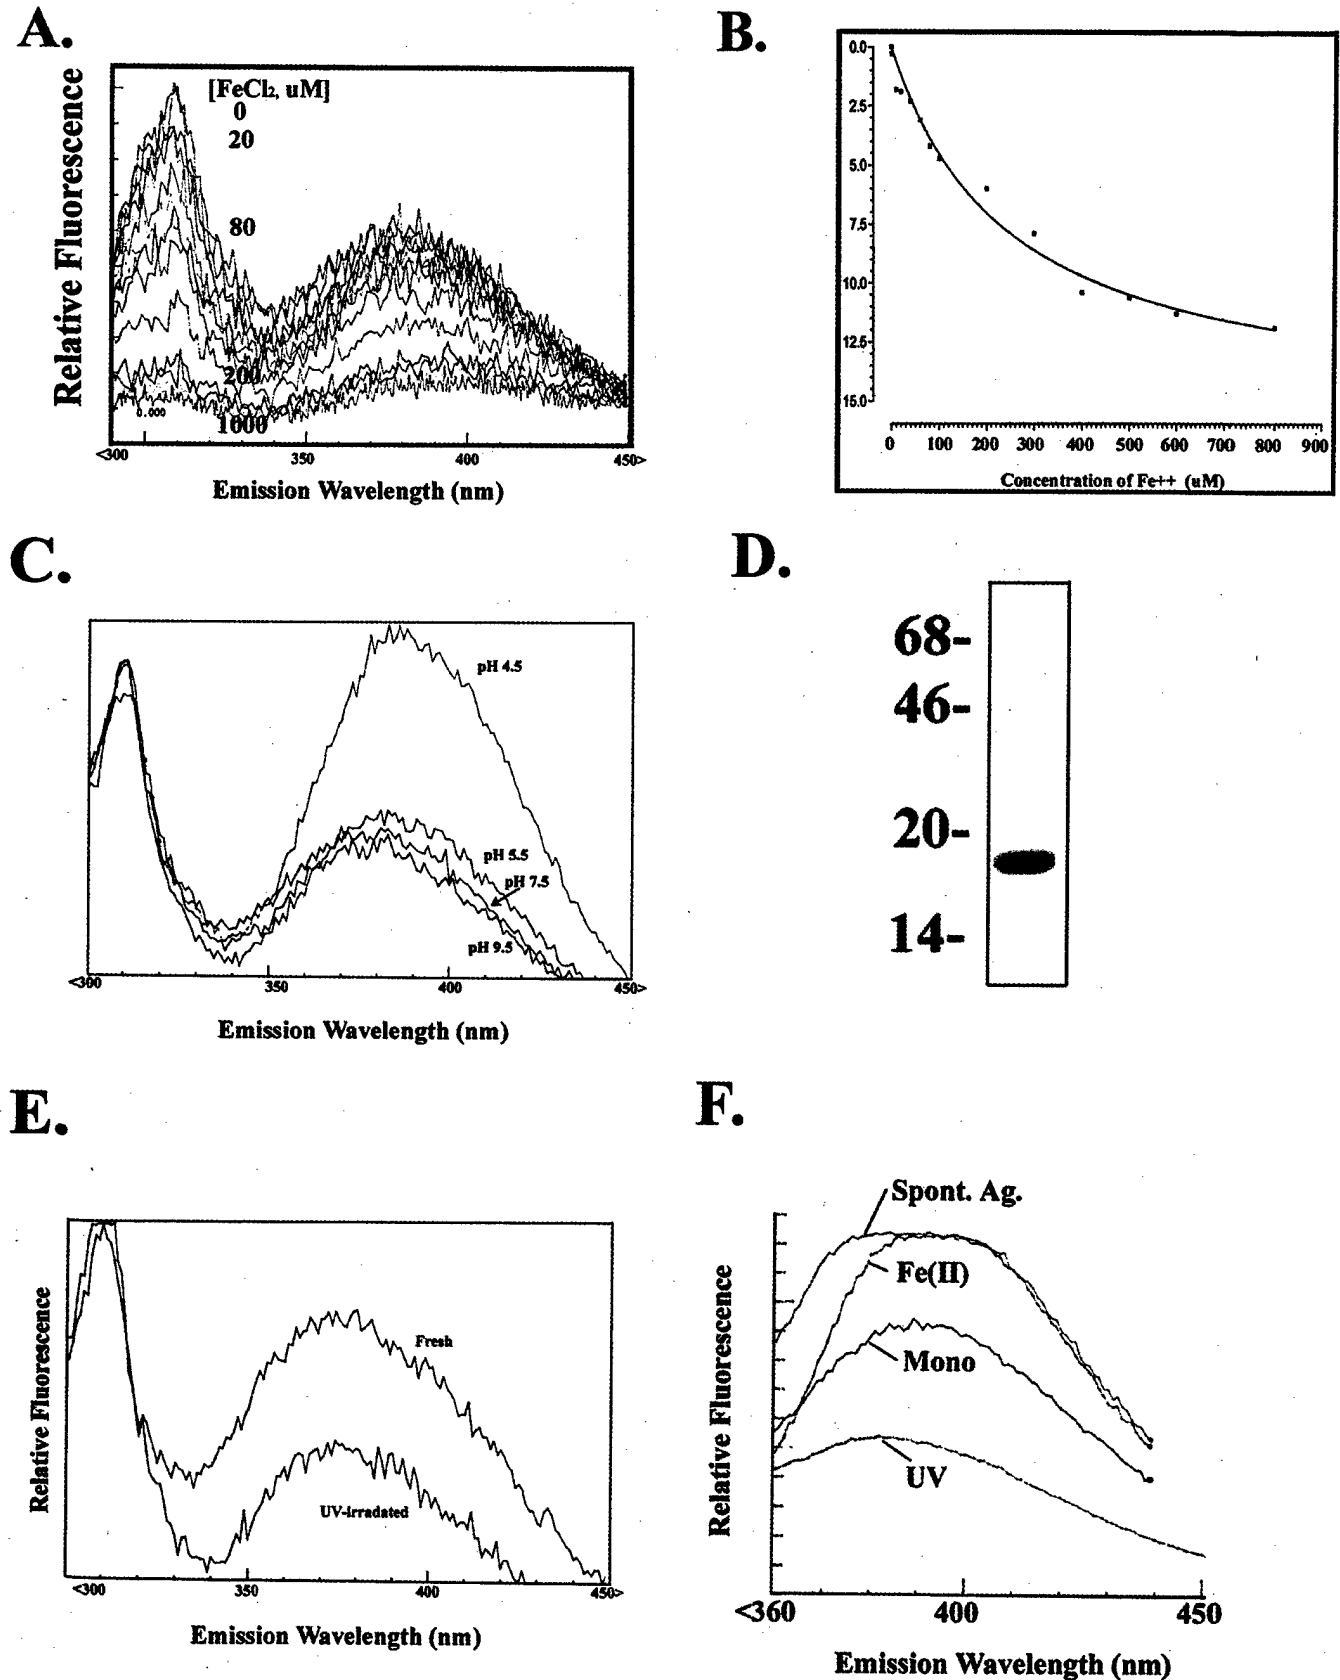 A.
Relative Fluorescence
[FeCl2, uM]
0
20
80
200
0.000
1000
<300 350 400 450>
Emission Wavelength (nm)
B.
0.0
2.5
5.0
7.5
10.0
12.5
15.0
0 100 200 300 400 500 600 700 800 900
Concentration of Fe++ (uM)
C.
pH 4.5
pH 5.5
pH 7.5
pH 9.5
<300 350 400 450>
Emission Wavelength (nm)
D.
68-
46-
20-
14-
E.
Relative Fluorescence
Fresh
UV-irradated
<300 350 400 450>
Emission Wavelength (nm)
F.
Relative Fluorescence
Spont. Ag.
Fe(II)
Mono
UV
<360 400 450
Emission Wavelength (nm)